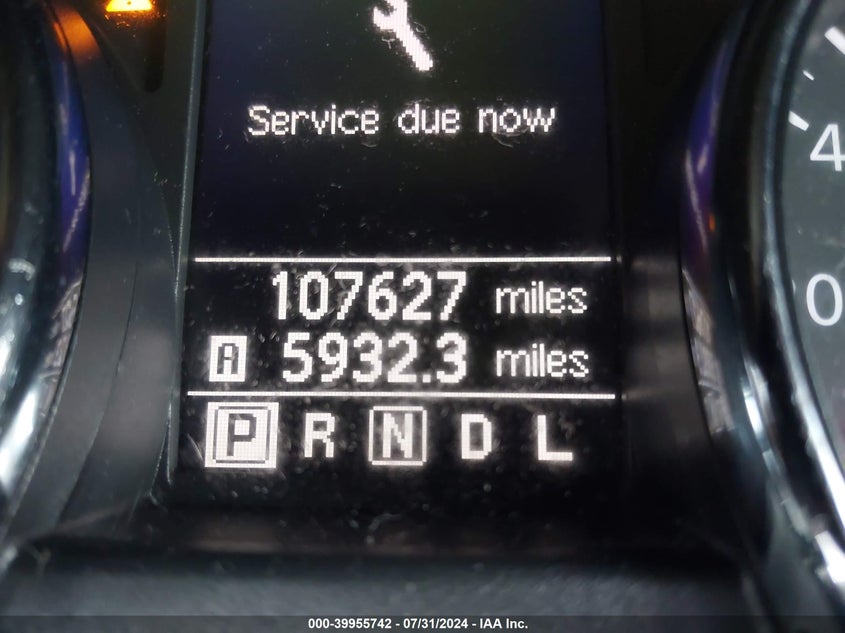 Service due now
4
107627 miles
0
A 5932.3 miles
P R N D L
000-39955742 - 07/31/2024 - IAA Inc.